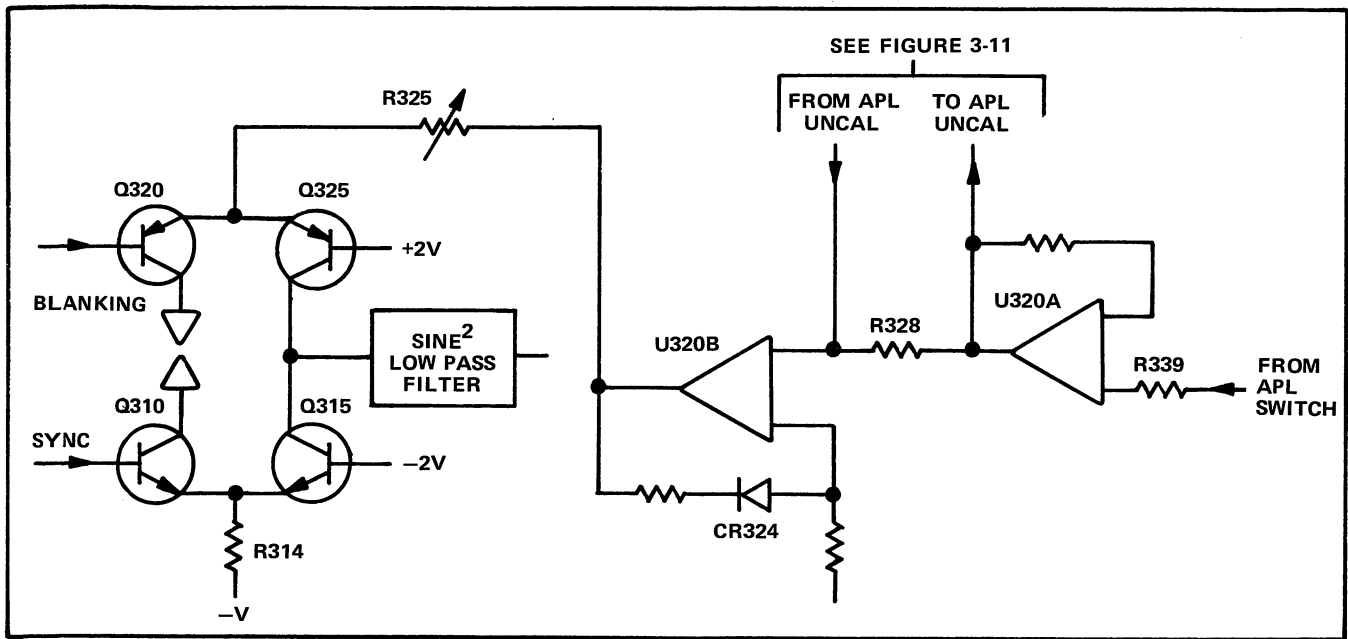 SEE FIGURE 3-11
FROM APL
UNCAL
TO APL
UNCAL
R325
Q320
Q325
+2V
BLANKING
SINE²
LOW PASS
FILTER
U320B
R328
U320A
R339
FROM
APL
SWITCH
Q310
Q315
SYNC
−2V
CR324
R314
−V